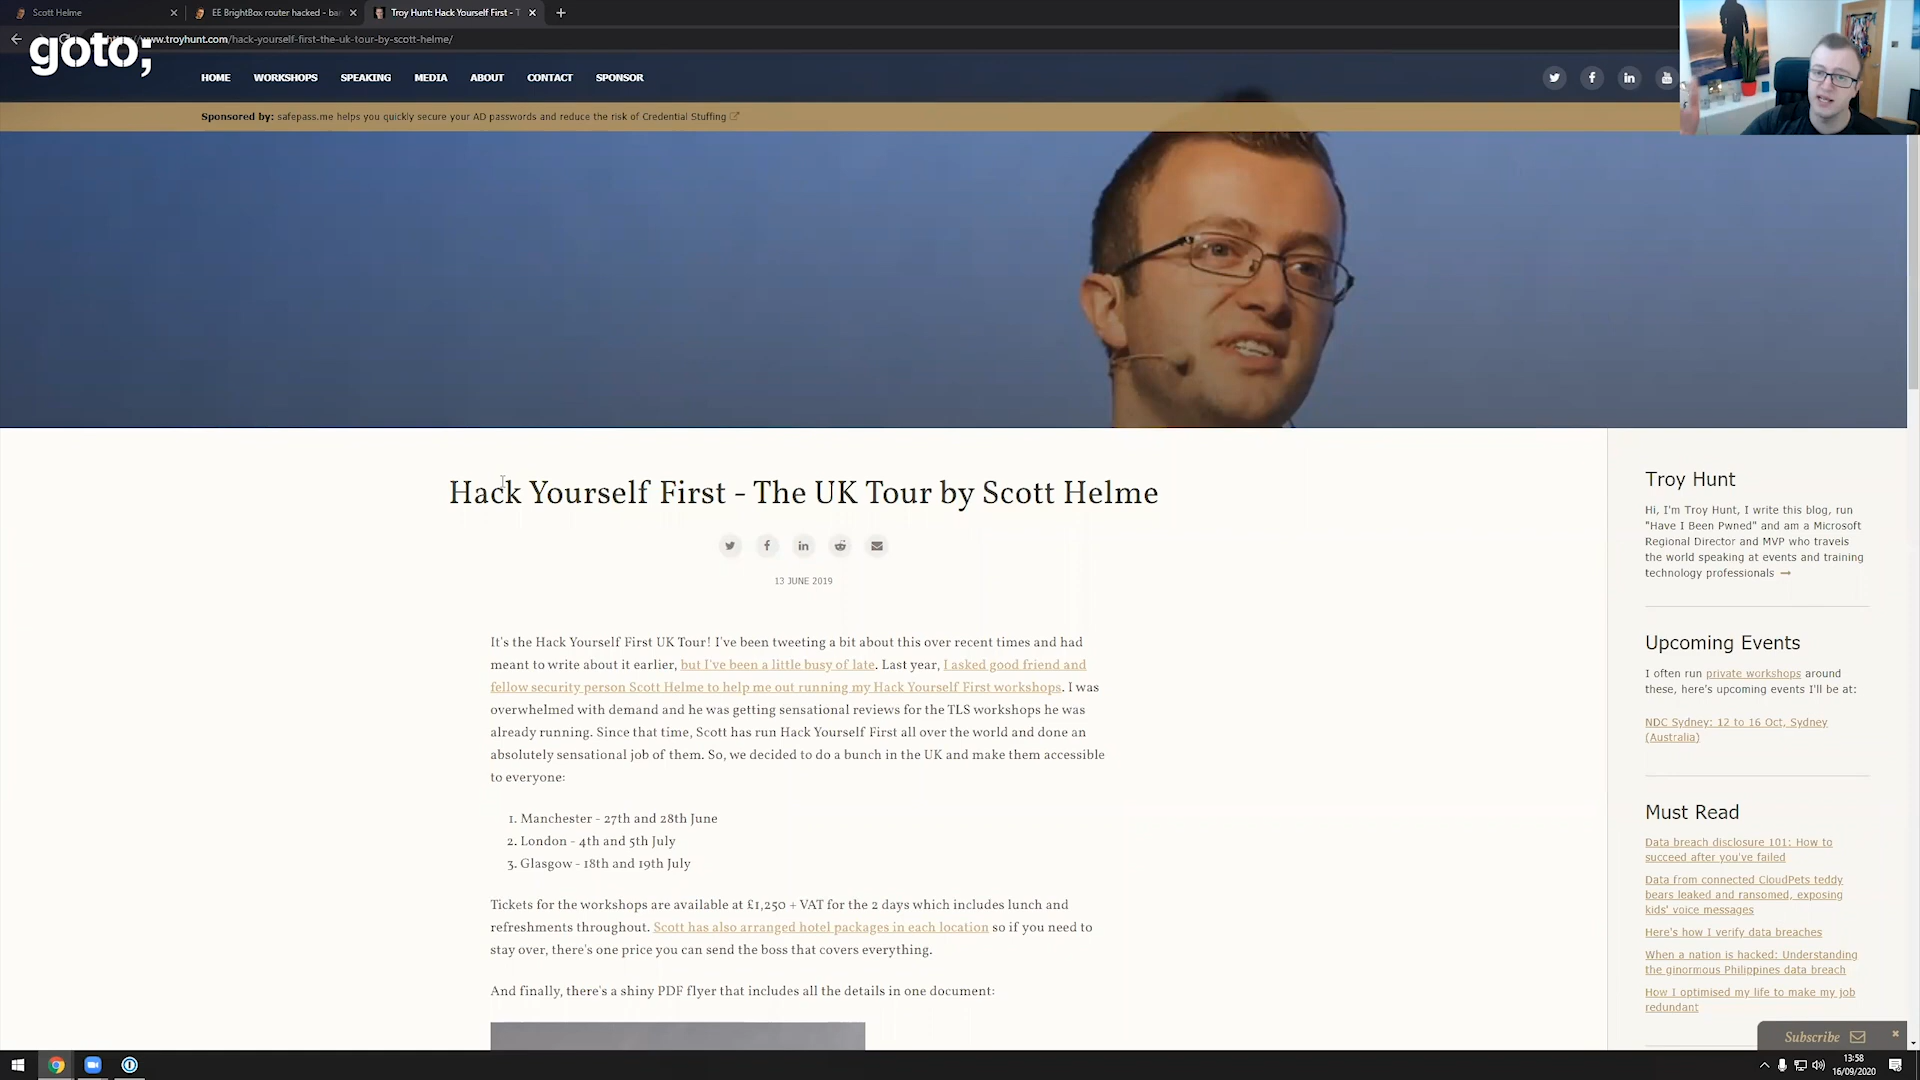 Scott Helme
EE BrightBox router hacked - ba
Troy Hunt: Hack Yourself First - T
www.troyhunt.com/hack-yourself-first-the-uk-tour-by-scott-helme/
goto;
HOME WORKSHOPS SPEAKING MEDIA ABOUT CONTACT SPONSOR
Sponsored by: safepass.me helps you quickly secure your AD passwords and reduce the risk of Credential Stuffing
Hack Yourself First - The UK Tour by Scott Helme
13 JUNE 2019
It's the Hack Yourself First UK Tour! I've been tweeting a bit about this over recent times and had
meant to write about it earlier, but I've been a little busy of late. Last year, I asked good friend and
fellow security person Scott Helme to help me out running my Hack Yourself First workshops. I was
overwhelmed with demand and he was getting sensational reviews for the TLS workshops he was
already running. Since that time, Scott has run Hack Yourself First all over the world and done an
absolutely sensational job of them. So, we decided to do a bunch in the UK and make them accessible
to everyone:
1. Manchester - 27th and 28th June
2. London - 4th and 5th July
3. Glasgow - 18th and 19th July
Tickets for the workshops are available at £1,250 + VAT for the 2 days which includes lunch and
refreshments throughout. Scott has also arranged hotel packages in each location so if you need to
stay over, there's one price you can send the boss that covers everything.
And finally, there's a shiny PDF flyer that includes all the details in one document:
Troy Hunt
Hi, I'm Troy Hunt, I write this blog, run
"Have I Been Pwned" and am a Microsoft
Regional Director and MVP who travels
the world speaking at events and training
technology professionals
Upcoming Events
I often run private workshops around
these, here's upcoming events I'll be at:
NDC Sydney: 12 to 16 Oct, Sydney
(Australia)
Must Read
Data breach disclosure 101: How to
succeed after you've failed
Data from connected CloudPets teddy
bears leaked and ransomed, exposing
kids' voice messages
Here's how I verify data breaches
When a nation is hacked: Understanding
the ginormous Philippines data breach
How I optimised my life to make my job
redundant
Subscribe
13:58
16/09/2020